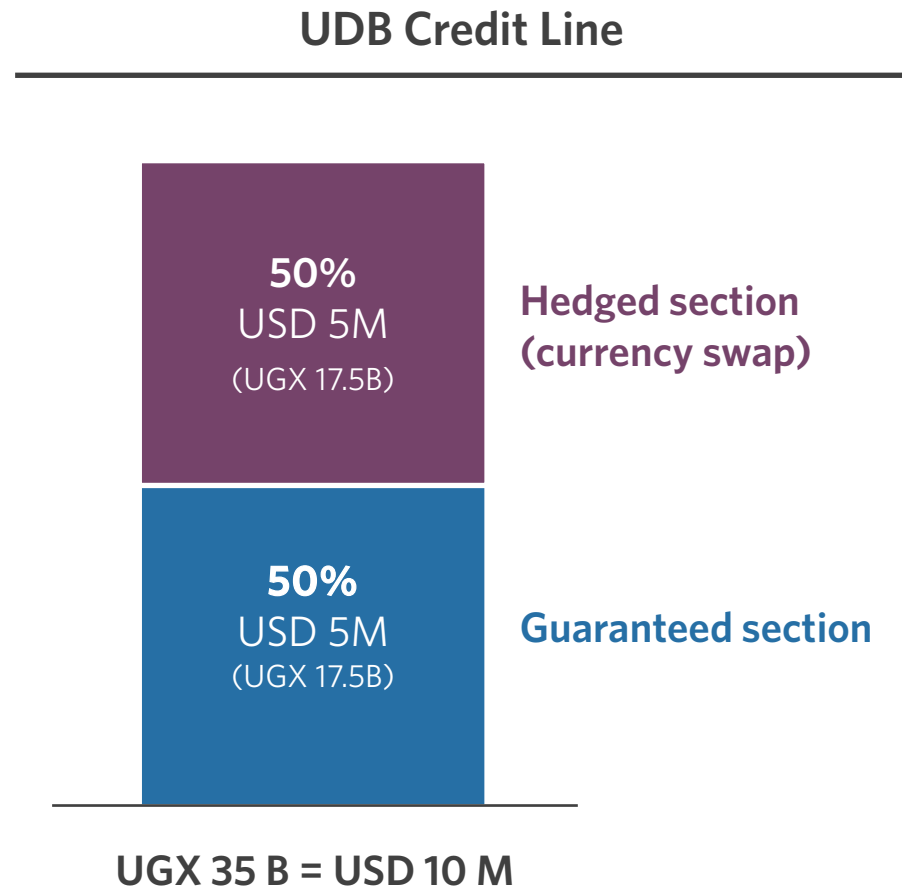 UDB Credit Line
50%
USD 5M
(UGX 17.5B)
Hedged section
(currency swap)
50%
USD 5M
(UGX 17.5B)
Guaranteed section
UGX 35 B = USD 10 M